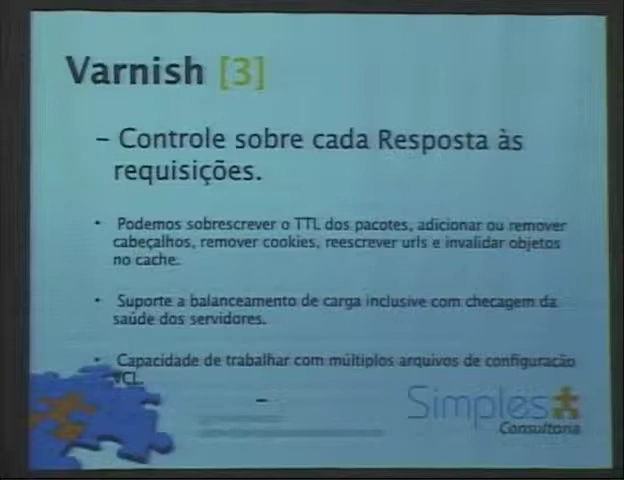 Varnish [3]
– Controle sobre cada Resposta às
requisições.
• Podemos sobrescrever o TTL dos pacotes, adicionar ou remover
cabeçalhos, remover cookies, reescrever urls e invalidar objetos
no cache.
• Suporte a balanceamento de carga inclusive com checagem da
saúde dos servidores.
• Capacidade de trabalhar com múltiplos arquivos de configuração
VCL.
Simples
Consultoria